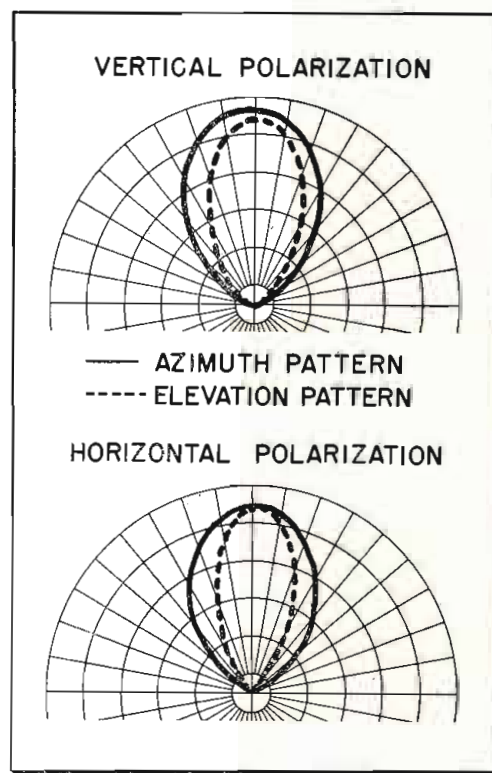 VERTICAL POLARIZATION
AZIMUTH PATTERN
ELEVATION PATTERN
HORIZONTAL POLARIZATION